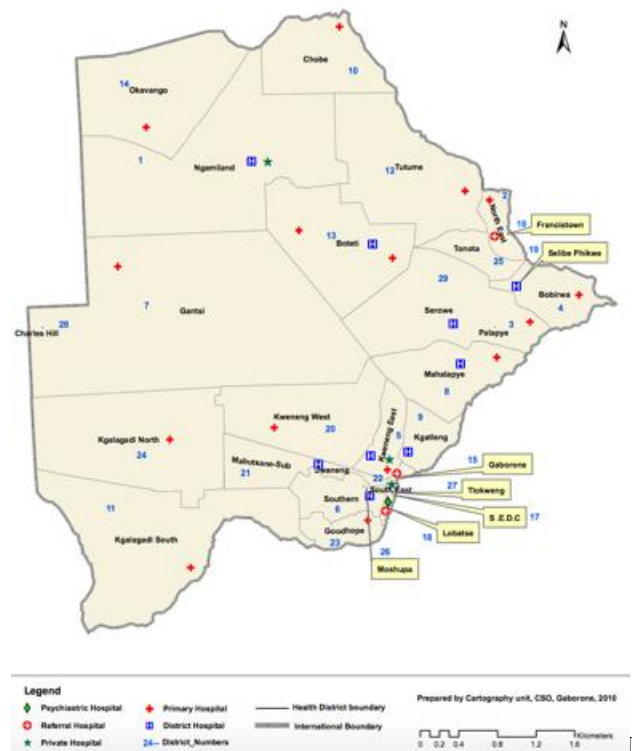 N
Chobe
10
14
Okavango
1
Ngamiland
H
12
Tutume
2
North East
16
Francistown
13
Boteti
H
Tonata
25
19
Selibe Phikwe
29
H
Bobirwa
4
7
Gantsi
Charles Hill
28
Serowe
H
3
Palapye
Mahalapye
H
8
Kweneng West
20
Kweneng East
9
5
Kgatleng
H
H
Kgalagadi North
24
Mabutsane-Sub
21
H
Jwaneng
22
South East
15
Gaborone
27
Tlokweng
S .E.D.C
17
11
Southern
H
6
18
Lobatse
Kgalagadi South
Goodhope
23
26
Moshupa
Legend
Psychiastric Hospital
Primary Hospital
Health District boundary
Referral Hospital
H
District Hospital
International Boundary
Private Hospital
24-- District_Numbers
Prepared by Cartography unit, CSO, Gaborone, 2010
0 0.2 0.4 0.8 1.2 1.6
Kilometers